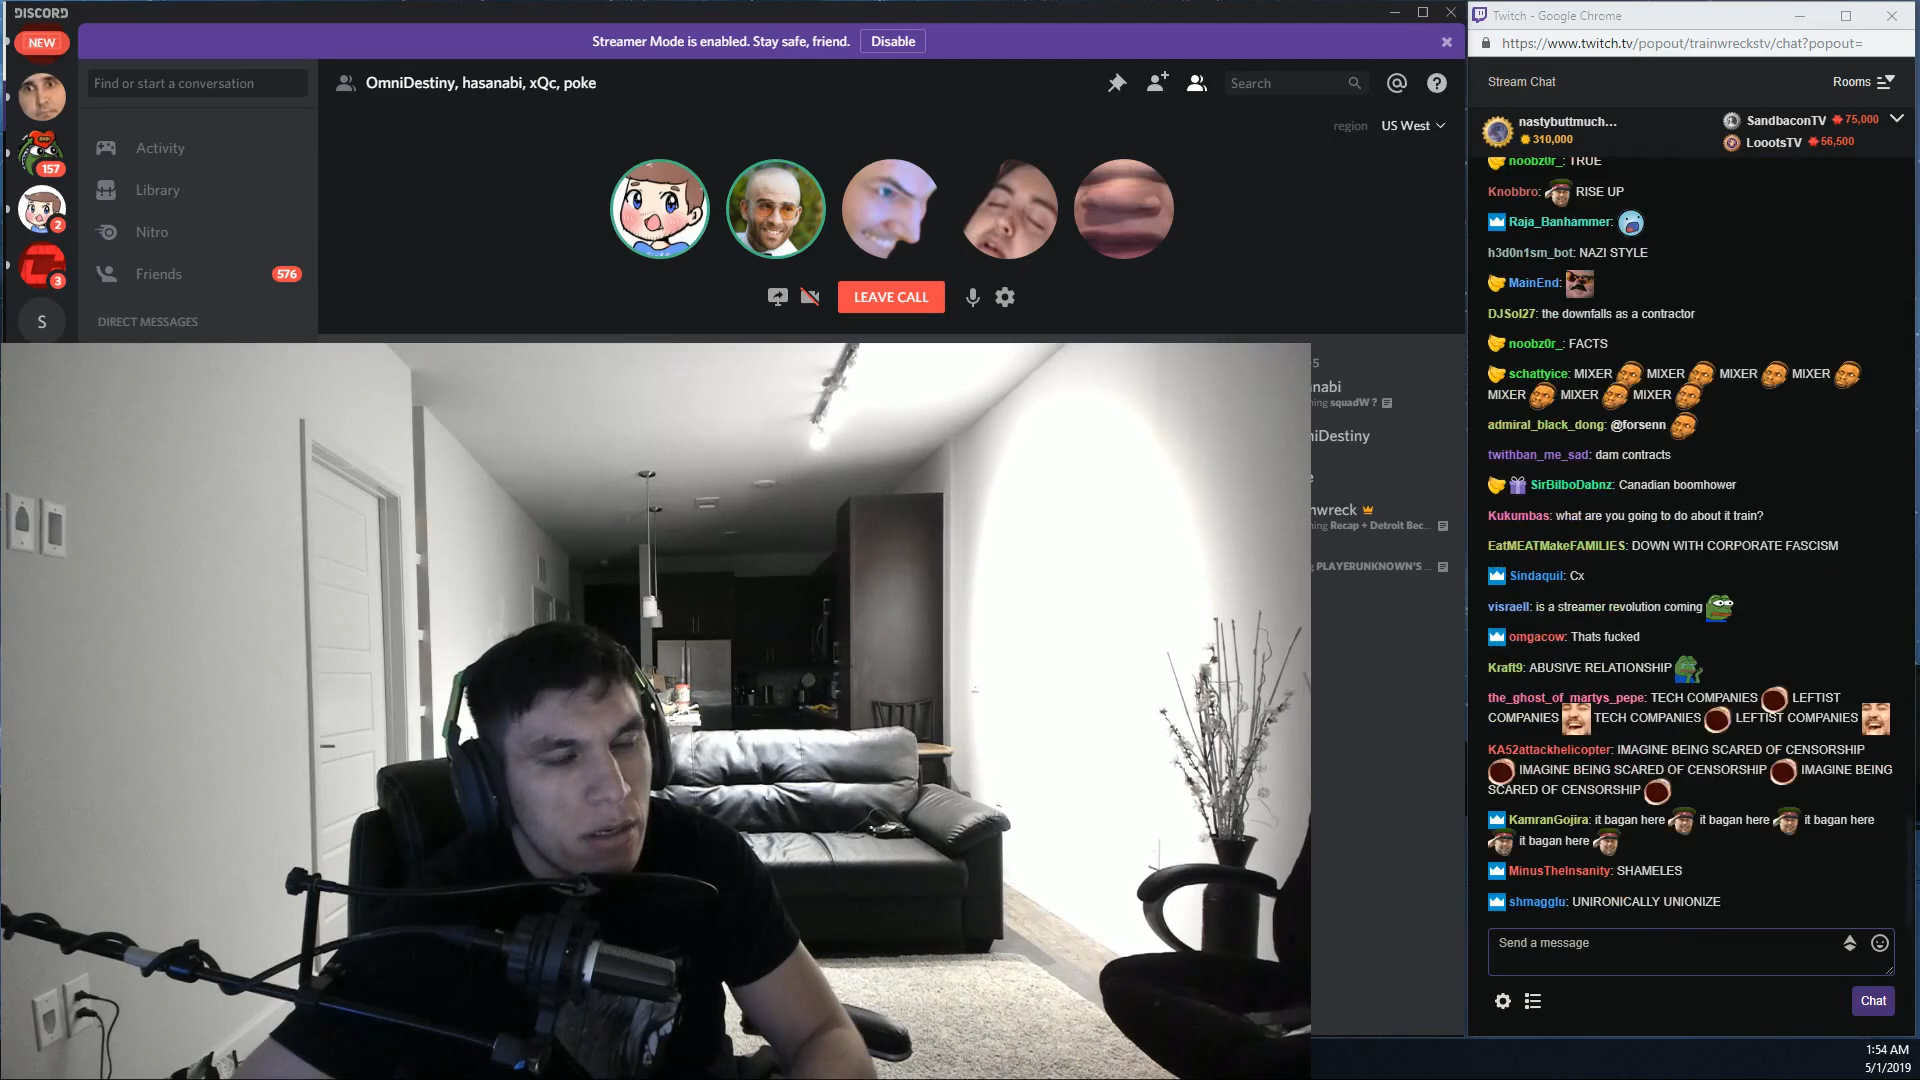 DISCORD
NEW
157
2
3
S
Streamer Mode is enabled. Stay safe, friend.
Disable
Find or start a conversation
Activity
Library
Nitro
Friends
576
DIRECT MESSAGES
OmniDestiny, hasanabi, xQc, poke
Search
region
US West
LEAVE CALL
squadW ?
Recap + Detroit Bec...
PLAYERUNKNOWN'S ...
Twitch - Google Chrome
https://www.twitch.tv/popout/trainwreckstv/chat?popout=
Stream Chat
Rooms
nastybuttmuch...
310,000
SandbaconTV 75,000
LoootsTV 56,500
noobz0r_: TRUE
Knobbro: RISE UP
Raja_Banhammer:
h3d0n1sm_bot: NAZI STYLE
MainEnd:
DJSol27: the downfalls as a contractor
noobz0r_: FACTS
schattyice: MIXER MIXER MIXER MIXER
MIXER MIXER MIXER
admiral_black_dong: @forsenn
twithban_me_sad: dam contracts
SirBilboDabnz: Canadian boomhower
Kukumbas: what are you going to do about it train?
EatMEATMakeFAMILIES: DOWN WITH CORPORATE FASCISM
Sindaquil: Cx
visraell: is a streamer revolution coming
omgacow: Thats fucked
Kraft9: ABUSIVE RELATIONSHIP
the_ghost_of_martys_pepe: TECH COMPANIES LEFTIST
COMPANIES TECH COMPANIES LEFTIST COMPANIES
KA52attackhelicopter: IMAGINE BEING SCARED OF CENSORSHIP
IMAGINE BEING SCARED OF CENSORSHIP IMAGINE BEING
SCARED OF CENSORSHIP
KamranGojira: it bagan here it bagan here it bagan here
it bagan here
MinusTheInsanity: SHAMELES
shmagglu: UNIRONICALLY UNIONIZE
Send a message
Chat
1:54 AM
5/1/2019